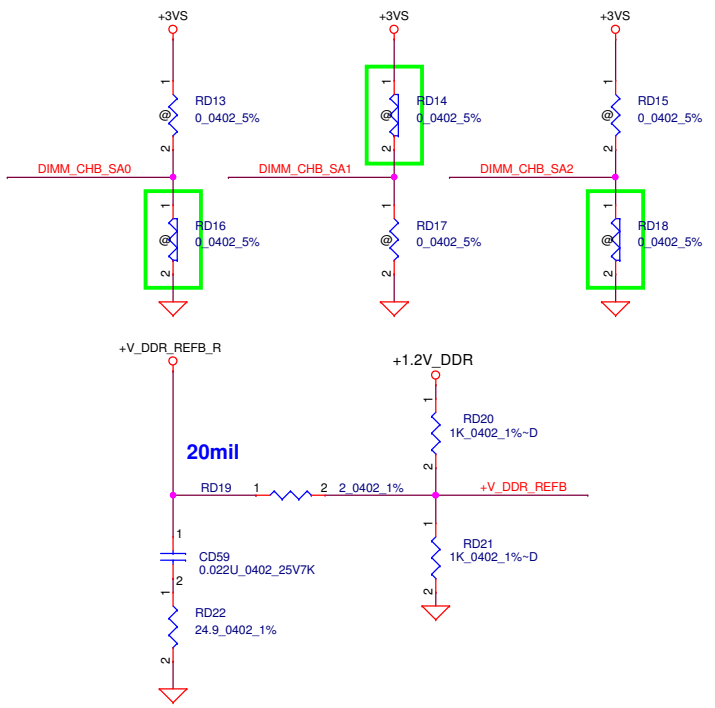 +3VS
+3VS
+3VS
1
RD13
@
0_0402_5%
2
1
RD14
@
0_0402_5%
2
1
RD15
@
0_0402_5%
2
DIMM_CHB_SA0
DIMM_CHB_SA1
DIMM_CHB_SA2
1
RD16
@
0_0402_5%
2
1
RD17
@
0_0402_5%
2
1
RD18
@
0_0402_5%
2
+V_DDR_REFB_R
+1.2V_DDR
1
RD20
1K_0402_1%~D
2
20mil
RD19
1
2
2_0402_1%
+V_DDR_REFB
1
CD59
0.022U_0402_25V7K
2
1
RD21
1K_0402_1%~D
2
1
RD22
24.9_0402_1%
2